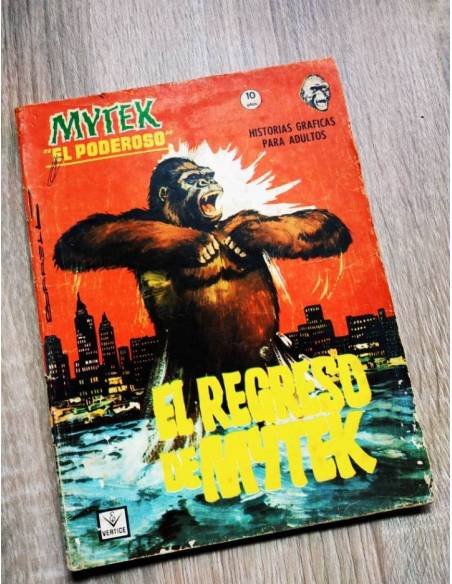 MYTEK
"EL PODEROSO"
10
ptas
HISTORIAS GRAFICAS
PARA ADULTOS
EL REGRESO
DE MYTEK
V
VERTICE